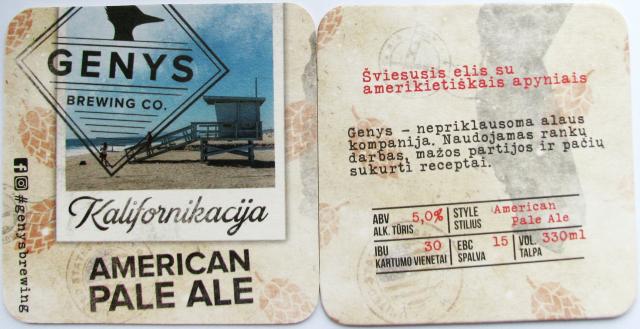 GENYS
BREWING CO.
Kalifornikacija
AMERICAN
PALE ALE
#genysbrewing
Šviesusis elis su
amerikietiškais apyniais
Genys – nepriklausoma alaus
kompanija. Naudojamas rankų
darbas, mažos partijos ir pačių
sukurti receptai.
ABV 5,0% STYLE American
ALK. TŪRIS STILIUS Pale Ale
IBU 30 EBC 15 VOL. 330ml
KARTUMO VIENETAI SPALVA TALPA